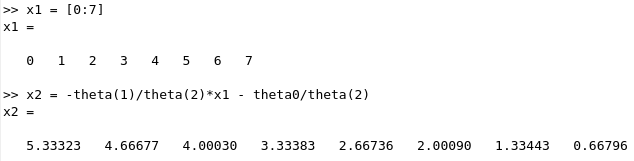 >> x1 = [0:7]
x1 =
0 1 2 3 4 5 6 7
>> x2 = -theta(1)/theta(2)*x1 - theta0/theta(2)
x2 =
5.33323 4.66677 4.00030 3.33383 2.66736 2.00090 1.33443 0.66796